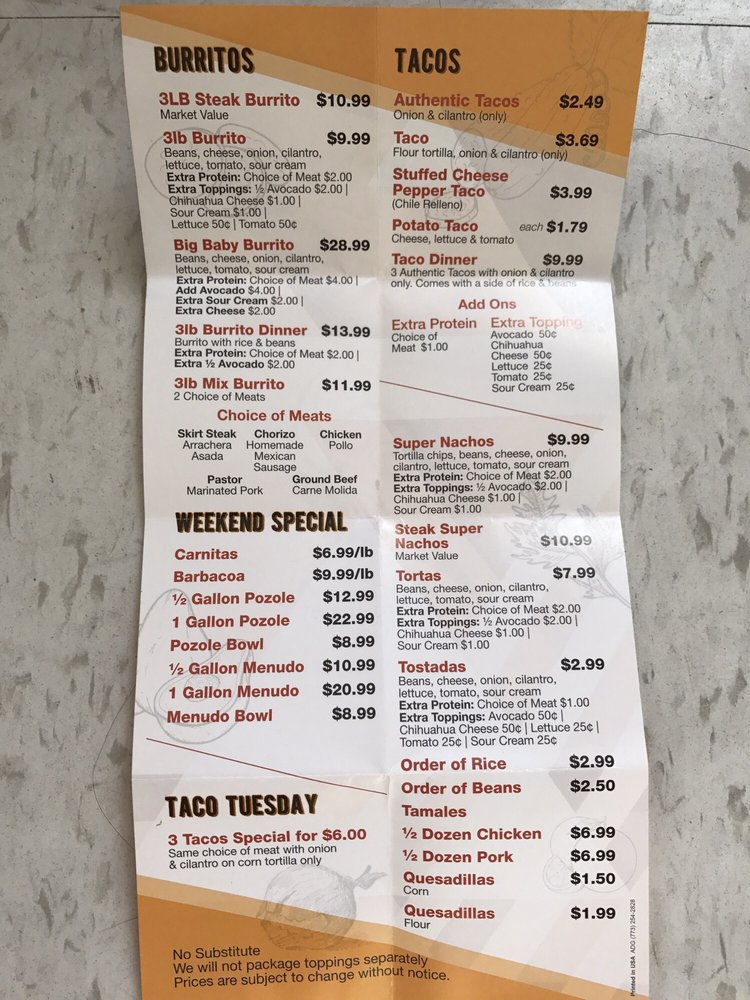 BURRITOS
3LB Steak Burrito $10.99
Market Value
3lb Burrito $9.99
Beans, cheese, onion, cilantro,
lettuce, tomato, sour cream
Extra Protein: Choice of Meat $2.00
Extra Toppings: ½ Avocado $2.00 |
Chihuahua Cheese $1.00 |
Sour Cream $1.00 |
Lettuce 50¢ | Tomato 50¢
Big Baby Burrito $28.99
Beans, cheese, onion, cilantro,
lettuce, tomato, sour cream
Extra Protein: Choice of Meat $4.00 |
Add Avocado $4.00 |
Extra Sour Cream $2.00 |
Extra Cheese $2.00
3lb Burrito Dinner $13.99
Burrito with rice & beans
Extra Protein: Choice of Meat $2.00 |
Extra ½ Avocado $2.00
3lb Mix Burrito $11.99
2 Choice of Meats
Choice of Meats
Skirt Steak Chorizo Chicken
Arrachera Homemade Pollo
Asada Mexican
Sausage
Pastor Ground Beef
Marinated Pork Carne Molida
WEEKEND SPECIAL
Carnitas $6.99/lb
Barbacoa $9.99/lb
½ Gallon Pozole $12.99
1 Gallon Pozole $22.99
Pozole Bowl $8.99
½ Gallon Menudo $10.99
1 Gallon Menudo $20.99
Menudo Bowl $8.99
TACO TUESDAY
3 Tacos Special for $6.00
Same choice of meat with onion
& cilantro on corn tortilla only
No Substitute
We will not package toppings separately
Prices are subject to change without notice.
TACOS
Authentic Tacos $2.49
Onion & cilantro (only)
Taco $3.69
Flour tortilla, onion & cilantro (only)
Stuffed Cheese
Pepper Taco $3.99
(Chile Relleno)
Potato Taco each $1.79
Cheese, lettuce & tomato
Taco Dinner $9.99
3 Authentic Tacos with onion & cilantro
only. Comes with a side of rice & beans
Add Ons
Extra Protein Extra Topping
Choice of Avocado 50¢
Meat $1.00 Chihuahua
Cheese 50¢
Lettuce 25¢
Tomato 25¢
Sour Cream 25¢
Super Nachos $9.99
Tortilla chips, beans, cheese, onion,
cilantro, lettuce, tomato, sour cream
Extra Protein: Choice of Meat $2.00
Extra Toppings: ½ Avocado $2.00 |
Chihuahua Cheese $1.00 |
Sour Cream $1.00
Steak Super
Nachos $10.99
Market Value
Tortas $7.99
Beans, cheese, onion, cilantro,
lettuce, tomato, sour cream
Extra Protein: Choice of Meat $2.00
Extra Toppings: ½ Avocado $2.00 |
Chihuahua Cheese $1.00 |
Sour Cream $1.00
Tostadas $2.99
Beans, cheese, onion, cilantro,
lettuce, tomato, sour cream
Extra Protein: Choice of Meat $1.00
Extra Toppings: Avocado 50¢ |
Chihuahua Cheese 50¢ | Lettuce 25¢ |
Tomato 25¢ | Sour Cream 25¢
Order of Rice $2.99
Order of Beans $2.50
Tamales
½ Dozen Chicken $6.99
½ Dozen Pork $6.99
Quesadillas $1.50
Corn
Quesadillas $1.99
Flour
Printed in USA ADG (773) 254-2828